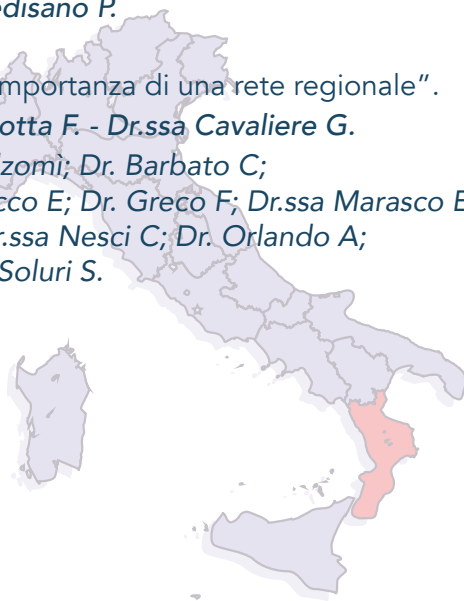 edisano P.
mportanza di una rete regionale”.
otta F. - Dr.ssa Cavaliere G.
lzomì; Dr. Barbato C;
cco E; Dr. Greco F; Dr.ssa Marasco E
r.ssa Nesci C; Dr. Orlando A;
Soluri S.